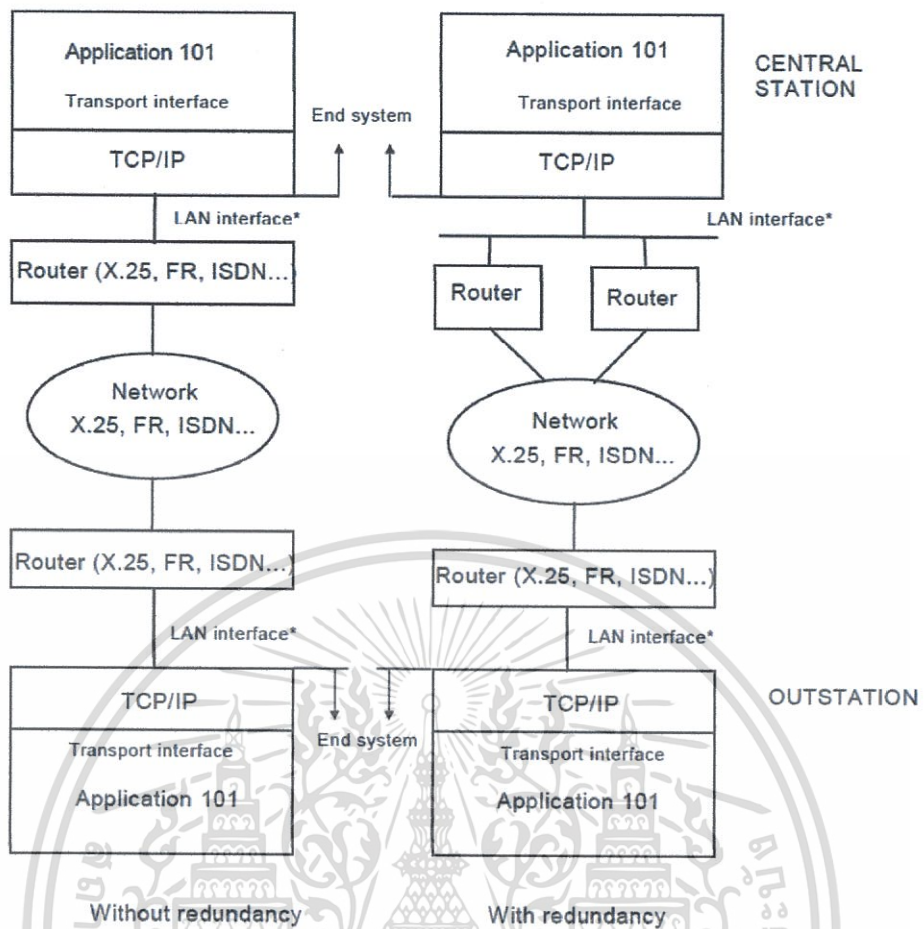 Application 101
Transport interface
TCP/IP
End system
Application 101
Transport interface
TCP/IP
CENTRAL
STATION
LAN interface*
LAN interface*
Router (X.25, FR, ISDN...)
Router
Router
Network
X.25, FR, ISDN...
Network
X.25, FR, ISDN...
Router (X.25, FR, ISDN...)
Router (X.25, FR, ISDN...)
LAN interface*
LAN interface*
TCP/IP
Transport interface
Application 101
End system
TCP/IP
Transport interface
Application 101
OUTSTATION
Without redundancy
With redundancy